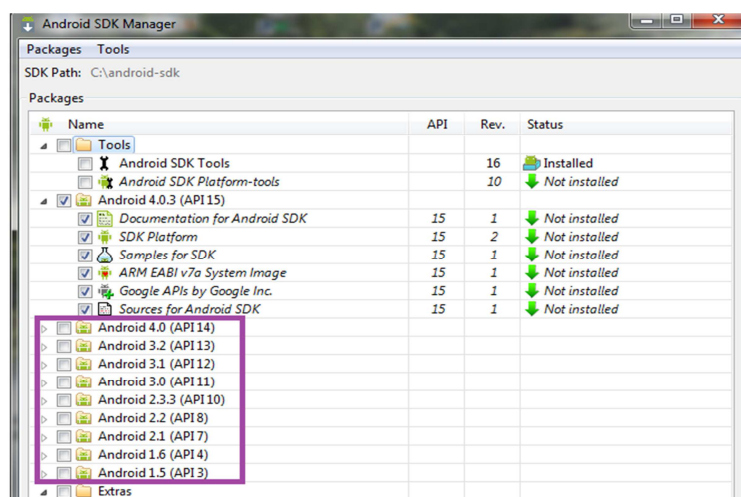 Android SDK Manager
Packages Tools
SDK Path: C:\android-sdk
Packages
Name API Rev. Status
Tools
Android SDK Tools 16 Installed
Android SDK Platform-tools 10 Not installed
Android 4.0.3 (API 15)
Documentation for Android SDK 15 1 Not installed
SDK Platform 15 2 Not installed
Samples for SDK 15 1 Not installed
ARM EABI v7a System Image 15 1 Not installed
Google APIs by Google Inc. 15 1 Not installed
Sources for Android SDK 15 1 Not installed
Android 4.0 (API 14)
Android 3.2 (API 13)
Android 3.1 (API 12)
Android 3.0 (API 11)
Android 2.3.3 (API 10)
Android 2.2 (API 8)
Android 2.1 (API 7)
Android 1.6 (API 4)
Android 1.5 (API 3)
Extras